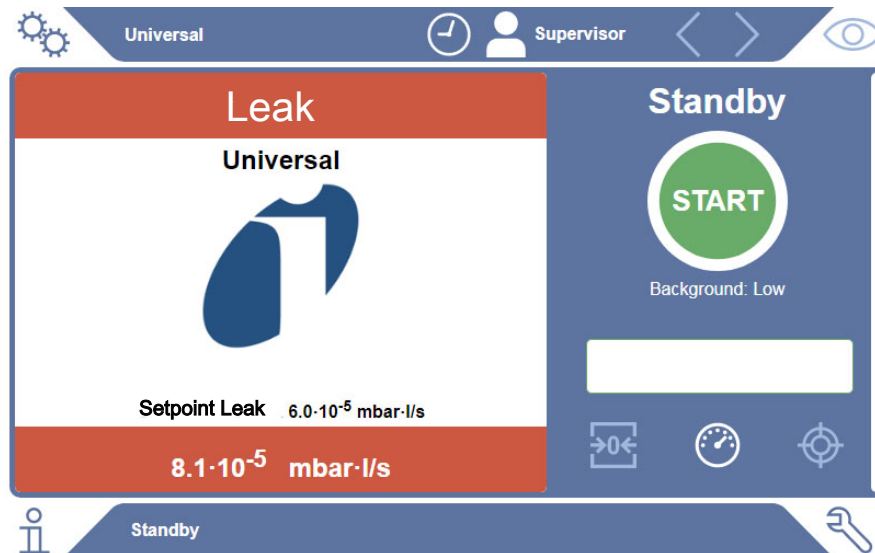 Universal
Supervisor
Leak
Universal
Setpoint Leak 6.0·10⁻⁵ mbar·l/s
8.1·10⁻⁵ mbar·l/s
Standby
START
Background: Low
→0←
Standby